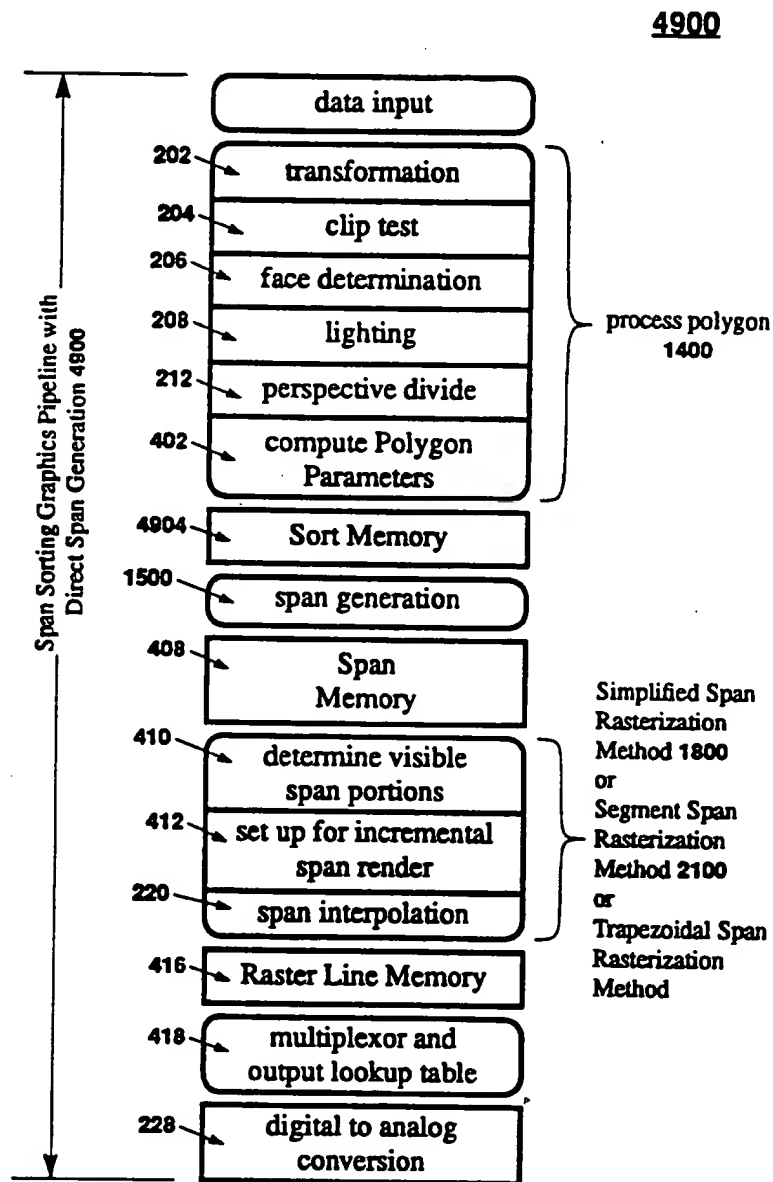 4900
Span Sorting Graphics Pipeline with
Direct Span Generation 4900
data input
202
transformation
204
clip test
206
face determination
208
lighting
212
perspective divide
402
compute Polygon
Parameters
process polygon
1400
4904
Sort Memory
1500
span generation
408
Span
Memory
410
determine visible
span portions
412
set up for incremental
span render
220
span interpolation
Simplified Span
Rasterization
Method 1800
or
Segment Span
Rasterization
Method 2100
or
Trapezoidal Span
Rasterization
Method
416
Raster Line Memory
418
multiplexor and
output lookup table
228
digital to analog
conversion